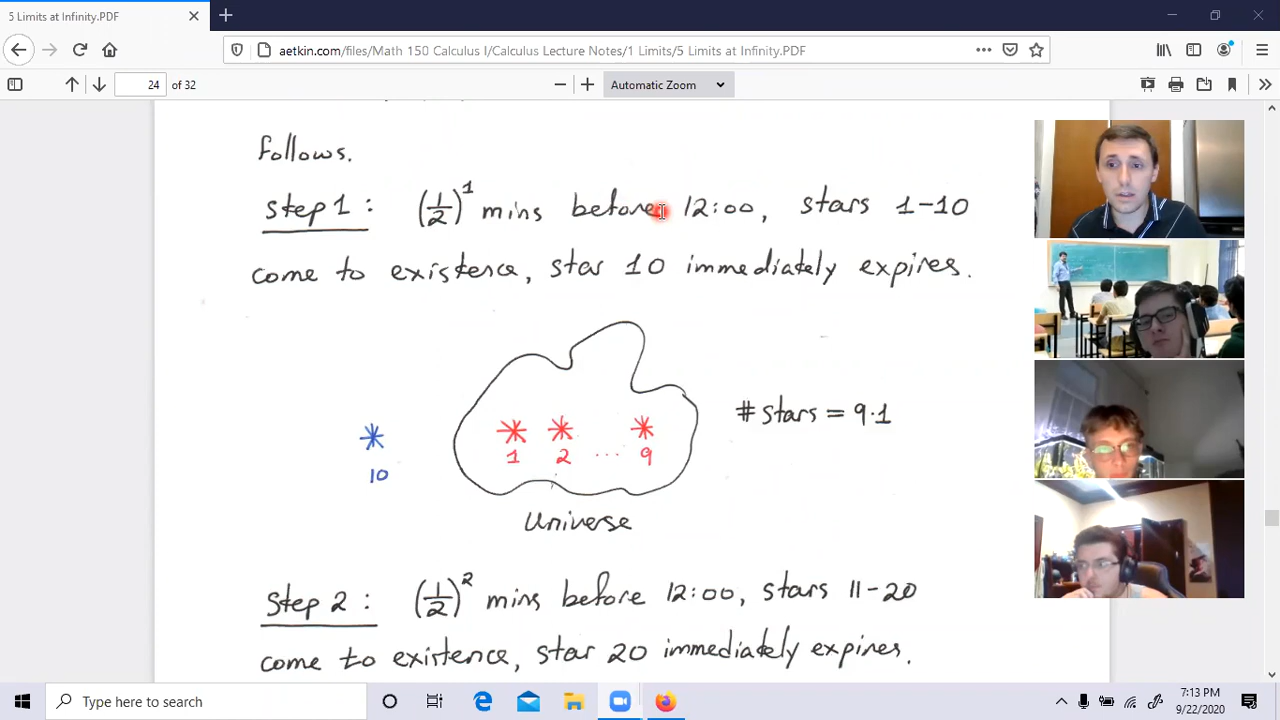 5 Limits at Infinity.PDF
aetkin.com/files/Math 150 Calculus I/Calculus Lecture Notes/1 Limits/5 Limits at Infinity.PDF
24 of 32
Automatic Zoom
follows.
Step 1 : (1/2)^1 mins before 12:00, stars 1-10
come to existence, star 10 immediately expires.
# stars = 9·1
1 2 ... 9
10
Universe
Step 2 : (1/2)^2 mins before 12:00, stars 11-20
come to existence, star 20 immediately expires.
Type here to search
7:13 PM
9/22/2020